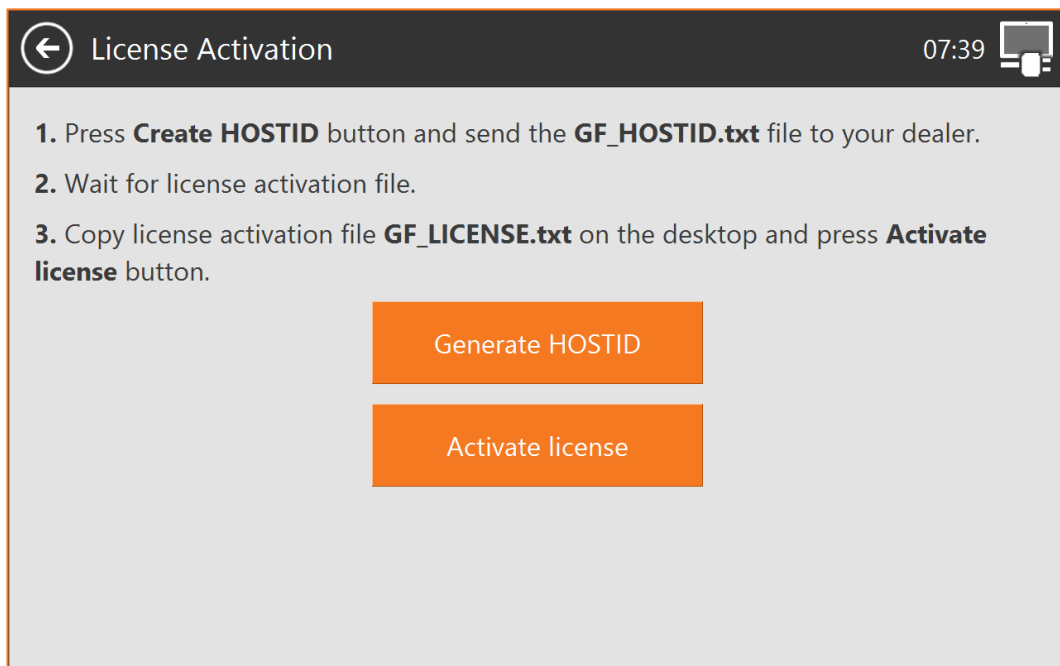 License Activation
07:39
1. Press Create HOSTID button and send the GF_HOSTID.txt file to your dealer.
2. Wait for license activation file.
3. Copy license activation file GF_LICENSE.txt on the desktop and press Activate
license button.
Generate HOSTID
Activate license